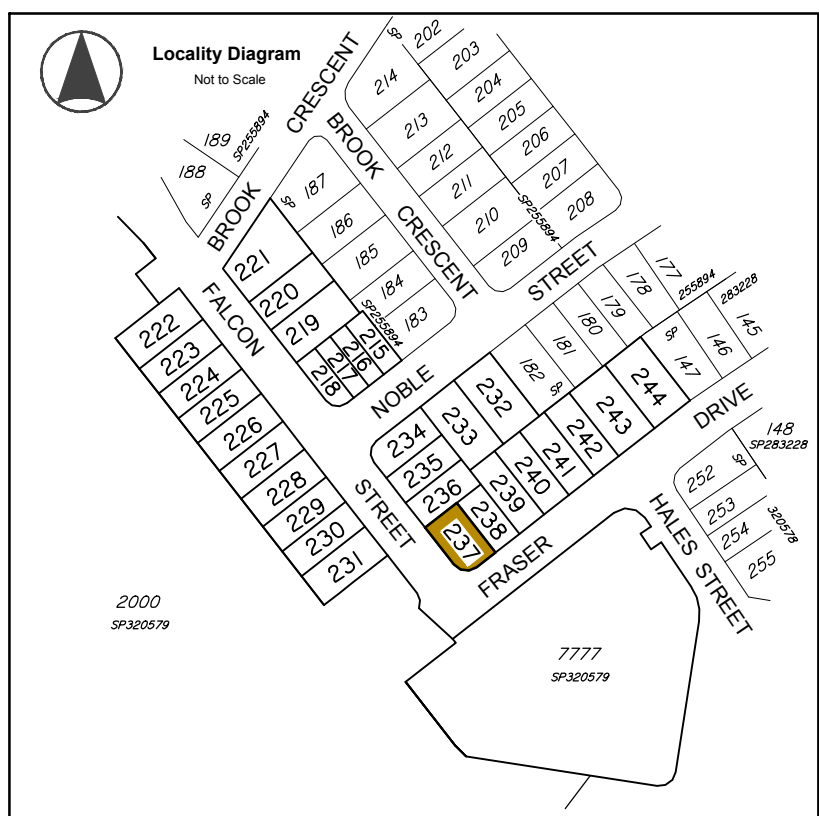 Locality Diagram
Not to Scale
CRESCENT
BROOK
BROOK
CRESCENT
SP
202
203
204
205
206
207
208
214
213
212
211
210
209
SP255894
189
SP255894
188
SP
SP
187
186
185
184
183
SP255894
221
220
219
218
217
216
215
FALCON
STREET
NOBLE
STREET
222
223
224
225
226
227
228
229
230
231
177
178
179
180
181
182
SP
255894
283228
145
146
147
SP
232
233
234
235
236
237
238
239
240
241
242
243
244
FRASER
DRIVE
148
SP283228
252
SP
253
254
255
320578
HALES STREET
2000
SP320579
7777
SP320579